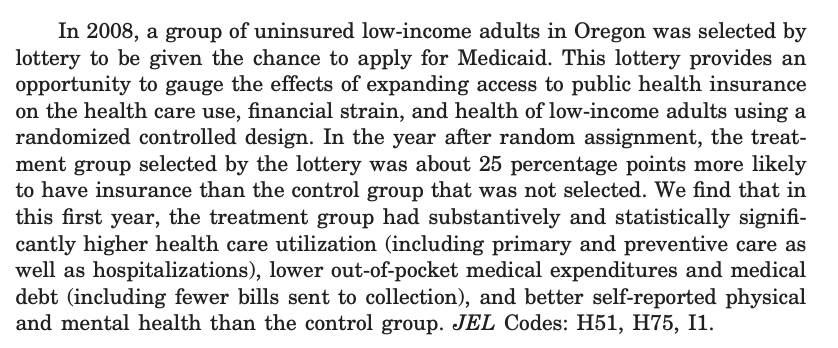 In 2008, a group of uninsured low-income adults in Oregon was selected by
lottery to be given the chance to apply for Medicaid. This lottery provides an
opportunity to gauge the effects of expanding access to public health insurance
on the health care use, financial strain, and health of low-income adults using a
randomized controlled design. In the year after random assignment, the treat-
ment group selected by the lottery was about 25 percentage points more likely
to have insurance than the control group that was not selected. We find that in
this first year, the treatment group had substantively and statistically signifi-
cantly higher health care utilization (including primary and preventive care as
well as hospitalizations), lower out-of-pocket medical expenditures and medical
debt (including fewer bills sent to collection), and better self-reported physical
and mental health than the control group. JEL Codes: H51, H75, I1.